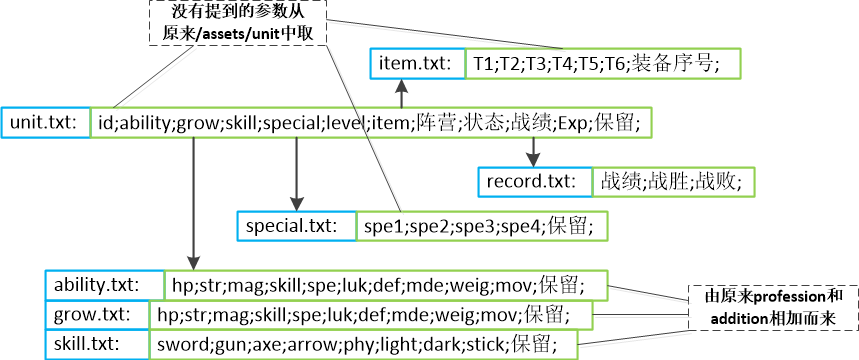 没有提到的参数从
原来/assets/unit中取
item.txt: T1;T2;T3;T4;T5;T6;装备序号;
unit.txt: id;ability;grow;skill;special;level;item;阵营;状态;战绩;Exp;保留;
record.txt: 战绩;战胜;战败;
special.txt: spe1;spe2;spe3;spe4;保留;
ability.txt: hp;str;mag;skill;spe;luk;def;mde;weig;mov;保留;
grow.txt: hp;str;mag;skill;spe;luk;def;mde;weig;mov;保留;
skill.txt: sword;gun;axe;arrow;phy;light;dark;stick;保留;
由原来profession和
addition相加而来